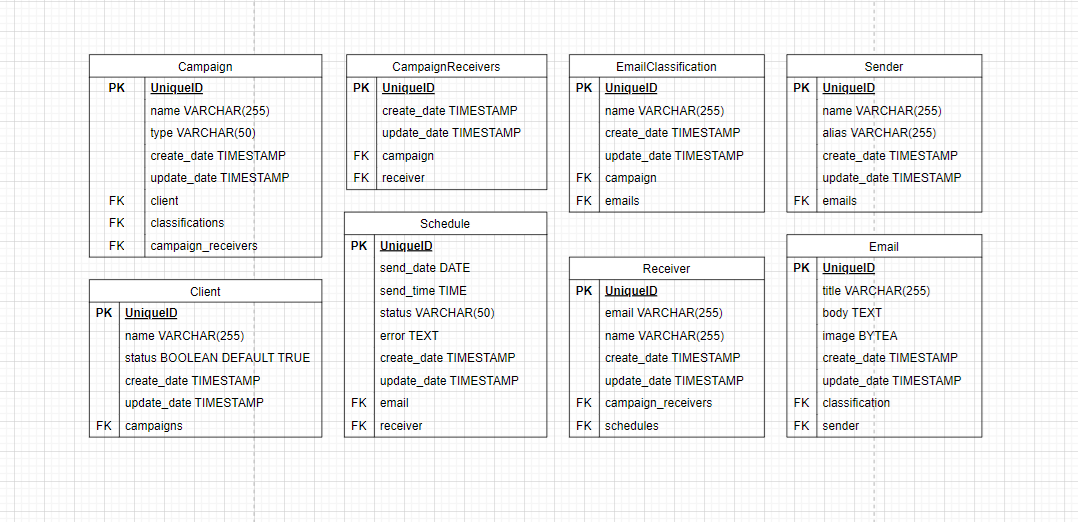 Campaign
PK UniqueID
name VARCHAR(255)
type VARCHAR(50)
create_date TIMESTAMP
update_date TIMESTAMP
FK client
FK classifications
FK campaign_receivers
CampaignReceivers
PK UniqueID
create_date TIMESTAMP
update_date TIMESTAMP
FK campaign
FK receiver
EmailClassification
PK UniqueID
name VARCHAR(255)
create_date TIMESTAMP
update_date TIMESTAMP
FK campaign
FK emails
Sender
PK UniqueID
name VARCHAR(255)
alias VARCHAR(255)
create_date TIMESTAMP
update_date TIMESTAMP
FK emails
Client
PK UniqueID
name VARCHAR(255)
status BOOLEAN DEFAULT TRUE
create_date TIMESTAMP
update_date TIMESTAMP
FK campaigns
Schedule
PK UniqueID
send_date DATE
send_time TIME
status VARCHAR(50)
error TEXT
create_date TIMESTAMP
update_date TIMESTAMP
FK email
FK receiver
Receiver
PK UniqueID
email VARCHAR(255)
name VARCHAR(255)
create_date TIMESTAMP
update_date TIMESTAMP
FK campaign_receivers
FK schedules
Email
PK UniqueID
title VARCHAR(255)
body TEXT
image BYTEA
create_date TIMESTAMP
update_date TIMESTAMP
FK classification
FK sender